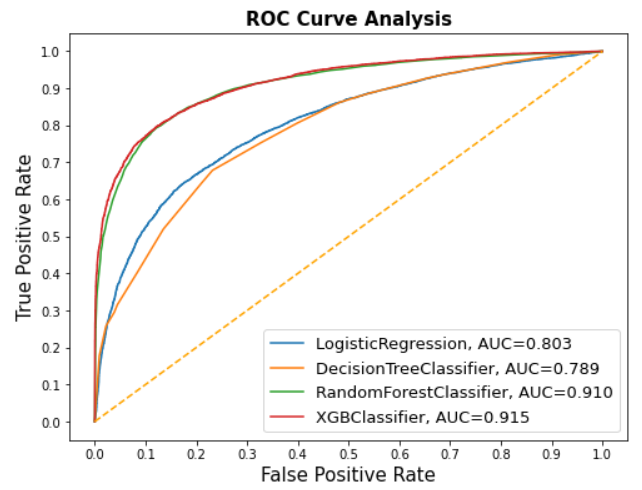 ROC Curve Analysis
True Positive Rate
1.0
0.9
0.8
0.7
0.6
0.5
0.4
0.3
0.2
0.1
0.0
LogisticRegression, AUC=0.803
DecisionTreeClassifier, AUC=0.789
RandomForestClassifier, AUC=0.910
XGBClassifier, AUC=0.915
0.0 0.1 0.2 0.3 0.4 0.5 0.6 0.7 0.8 0.9 1.0
False Positive Rate